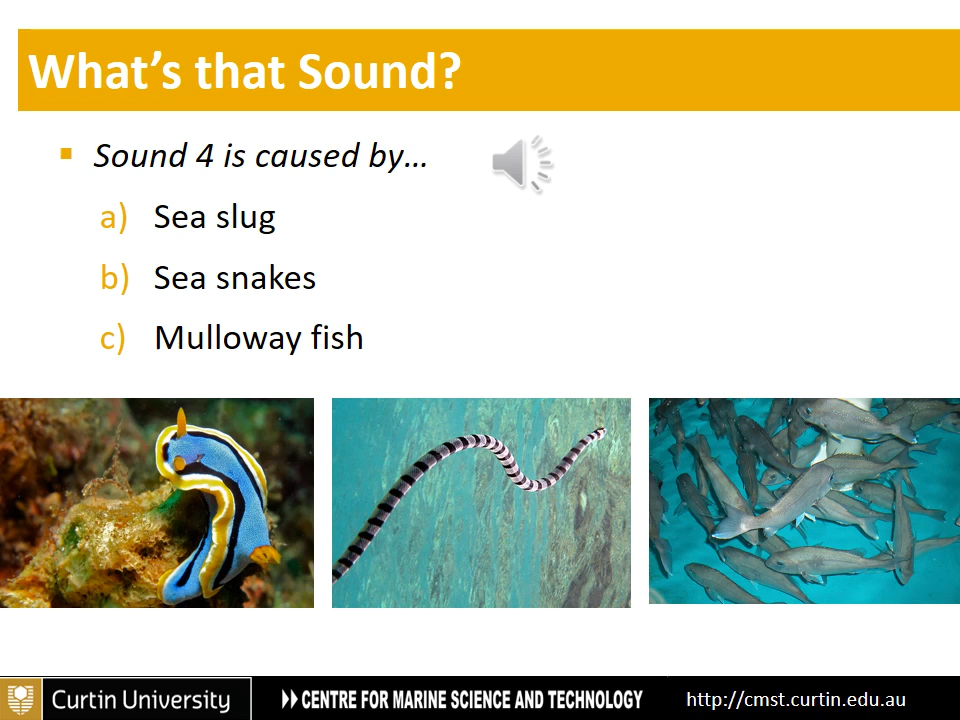 What’s that Sound?
Sound 4 is caused by…
a) Sea slug
b) Sea snakes
c) Mulloway fish
Curtin University
CENTRE FOR MARINE SCIENCE AND TECHNOLOGY
http://cmst.curtin.edu.au